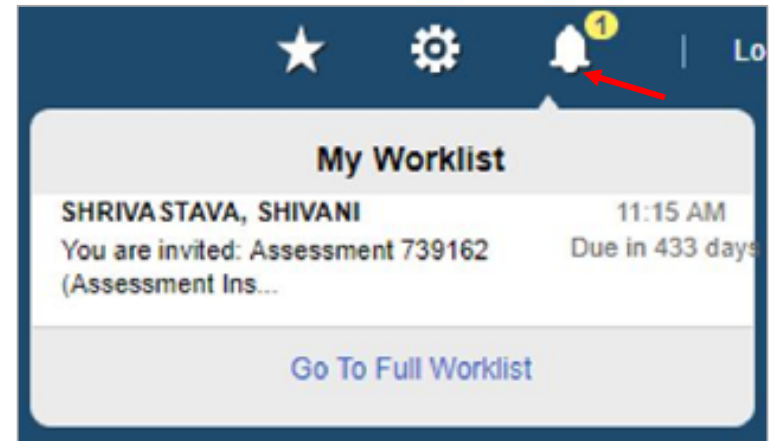 1
Lo
My Worklist
SHRIVASTAVA, SHIVANI 11:15 AM
You are invited: Assessment 739162 Due in 433 days
(Assessment Ins...
Go To Full Worklist